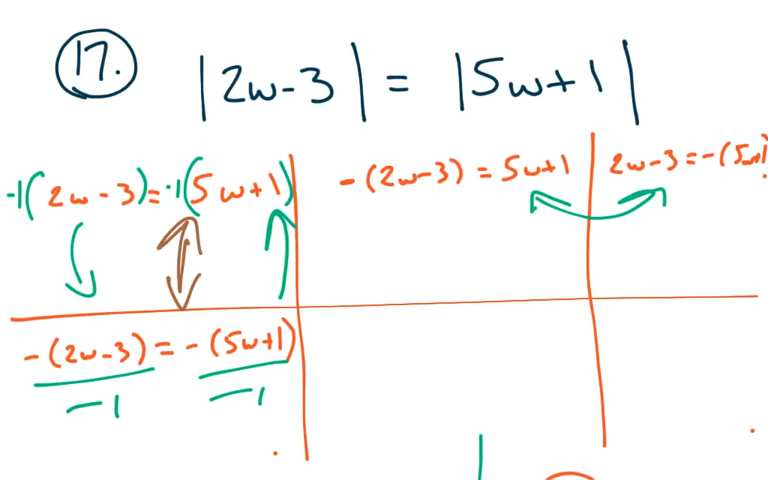 17.
|2w-3| = |5w+1|
-1(2w-3)=-1(5w+1)
-(2w-3) = 5w+1
2w-3=-(5w+1)
-(2w-3) = -(5w+1)
-1 -1